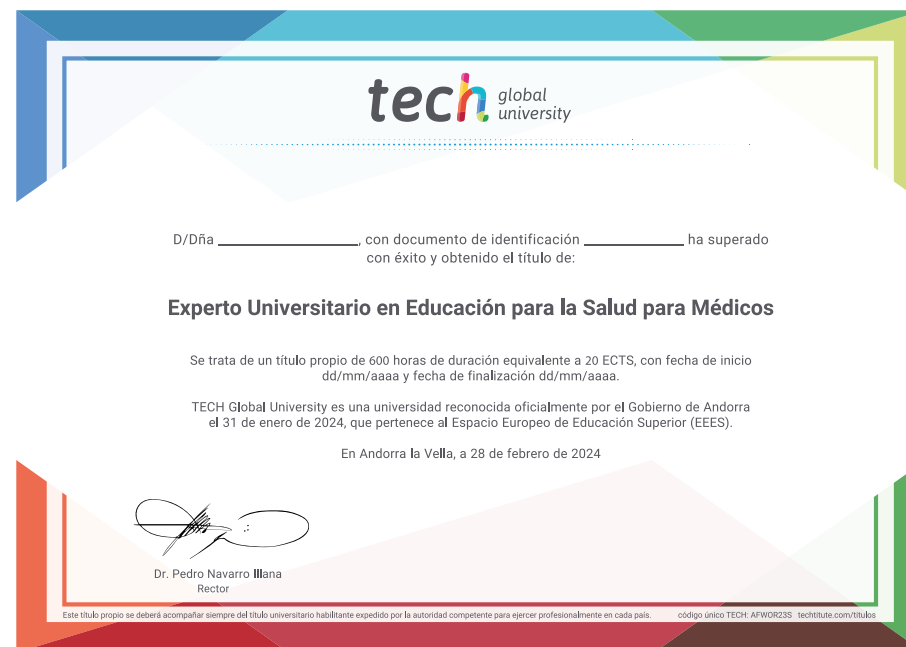 tech global university
D/Dña ______________, con documento de identificación __________ ha superado
con éxito y obtenido el título de:
Experto Universitario en Educación para la Salud para Médicos
Se trata de un título propio de 600 horas de duración equivalente a 20 ECTS, con fecha de inicio
dd/mm/aaaa y fecha de finalización dd/mm/aaaa.
TECH Global University es una universidad reconocida oficialmente por el Gobierno de Andorra
el 31 de enero de 2024, que pertenece al Espacio Europeo de Educación Superior (EEES).
En Andorra la Vella, a 28 de febrero de 2024
Dr. Pedro Navarro Illana
Rector
Este título propio se deberá acompañar siempre del título universitario habilitante expedido por la autoridad competente para ejercer profesionalmente en cada país. código único TECH: AFWOR23S techtitute.com/titulos